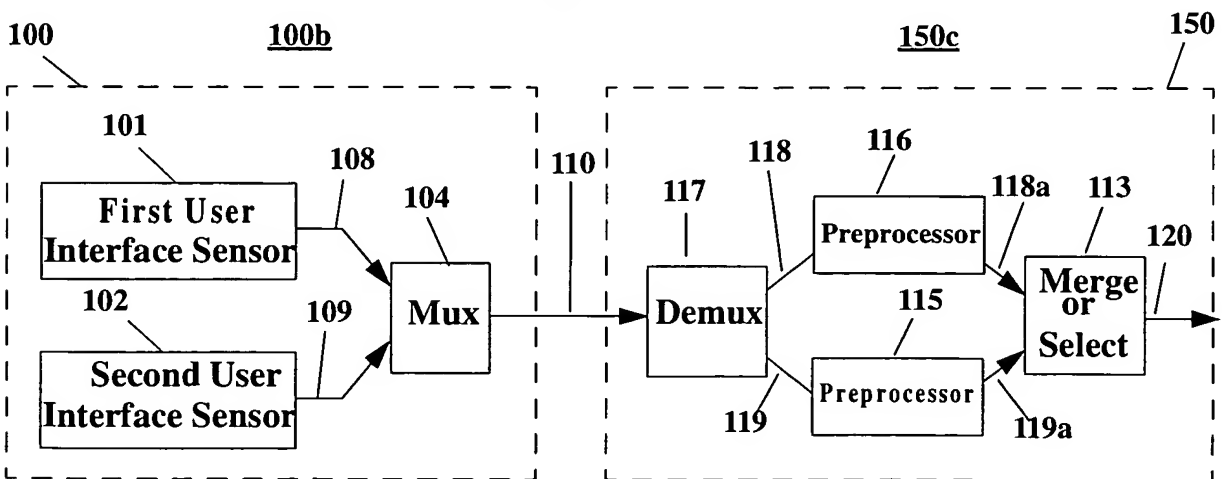 100
100b
150c
150
101
108
110
116
118
118a
113
104
117
120
First User
Interface Sensor
Preprocessor
Merge
or
Select
102
109
Mux
Demux
115
Second User
Interface Sensor
Preprocessor
119
119a